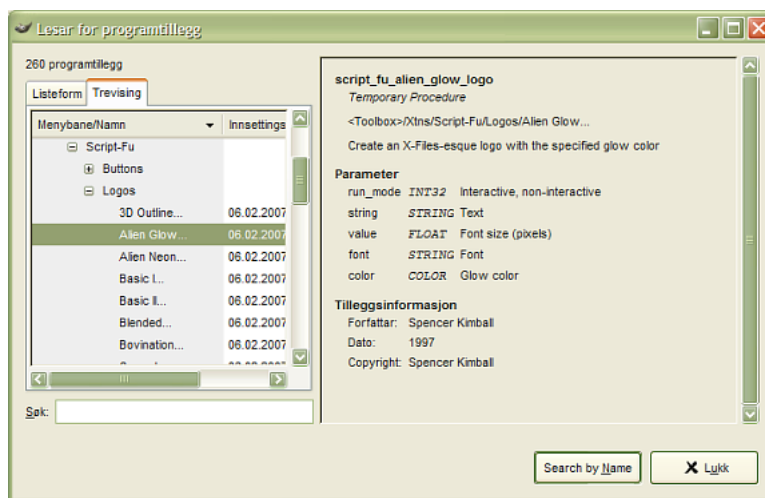 Lesar for programtillegg
260 programtillegg
Listeform Trevising
Menybane/Namn Innsettings
Script-Fu
Buttons
Logos
3D Outline... 06.02.2007
Alien Glow... 06.02.2007
Alien Neon... 06.02.2007
Basic I... 06.02.2007
Basic II... 06.02.2007
Blended... 06.02.2007
Bovination... 06.02.2007
Søk:
script_fu_alien_glow_logo
Temporary Procedure
<Toolbox>/Xtns/Script-Fu/Logos/Alien Glow...
Create an X-Files-esque logo with the specified glow color
Parameter
run_mode INT32 Interactive, non-interactive
string STRING Text
value FLOAT Font size (pixels)
font STRING Font
color COLOR Glow color
Tilleggsinformasjon
Forfattar: Spencer Kimball
Dato: 1997
Copyright: Spencer Kimball
Search by Name Lukk